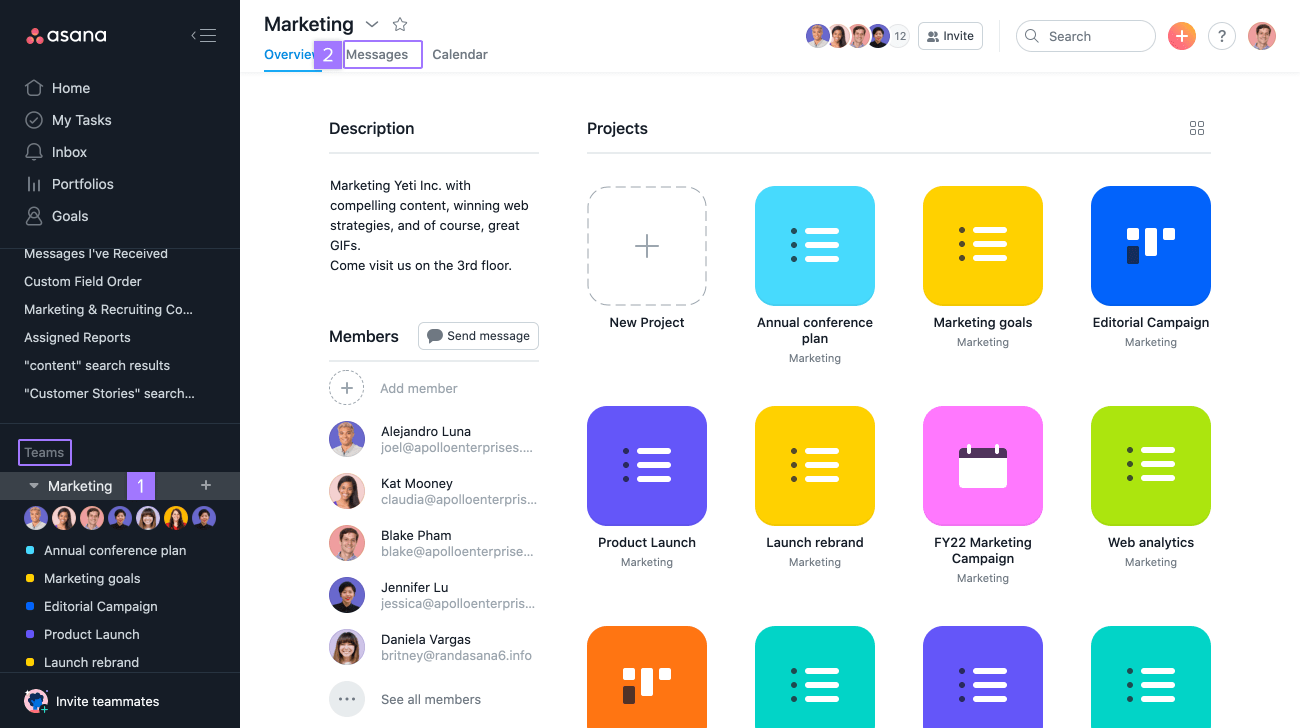 asana
Home
My Tasks
Inbox
Portfolios
Goals
Messages I've Received
Custom Field Order
Marketing & Recruiting Co...
Assigned Reports
"content" search results
"Customer Stories" search...
Teams
Marketing
1
Annual conference plan
Marketing goals
Editorial Campaign
Product Launch
Launch rebrand
Invite teammates
Marketing
Overview
2
Messages
Calendar
12
Invite
Search
?
Description
Marketing Yeti Inc. with
compelling content, winning web
strategies, and of course, great
GIFs.
Come visit us on the 3rd floor.
Members
Send message
Add member
Alejandro Luna
joel@apolloenterprises....
Kat Mooney
claudia@apolloenterpris...
Blake Pham
blake@apolloenterprise...
Jennifer Lu
jessica@apolloenterpris...
Daniela Vargas
britney@randasana6.info
See all members
Projects
New Project
Annual conference
plan
Marketing
Marketing goals
Marketing
Editorial Campaign
Marketing
Product Launch
Marketing
Launch rebrand
Marketing
FY22 Marketing
Campaign
Marketing
Web analytics
Marketing